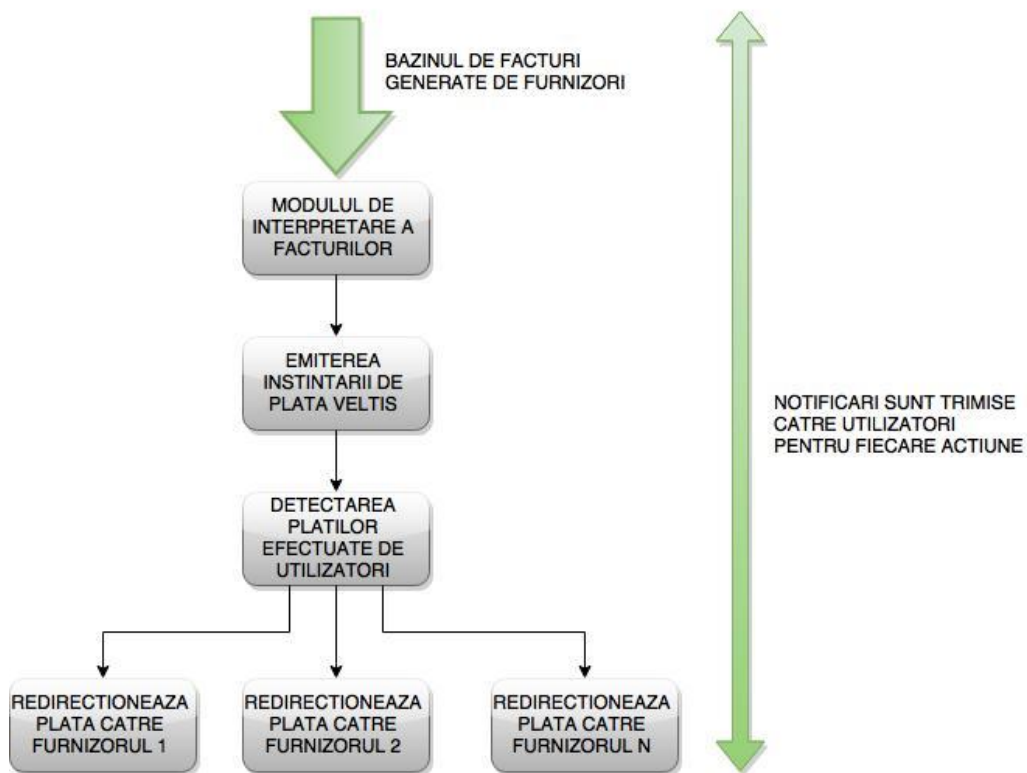 BAZINUL DE FACTURI
GENERATE DE FURNIZORI
MODULUL DE
INTERPRETARE A
FACTURILOR
EMITEREA
INSTINTARII DE
PLATA VELTIS
NOTIFICARI SUNT TRIMISE
CATRE UTILIZATORI
PENTRU FIECARE ACTIUNE
DETECTAREA
PLATILOR
EFECTUATE DE
UTILIZATORI
REDIRECTIONEAZA
PLATA CATRE
FURNIZORUL 1
REDIRECTIONEAZA
PLATA CATRE
FURNIZORUL 2
REDIRECTIONEAZA
PLATA CATRE
FURNIZORUL N